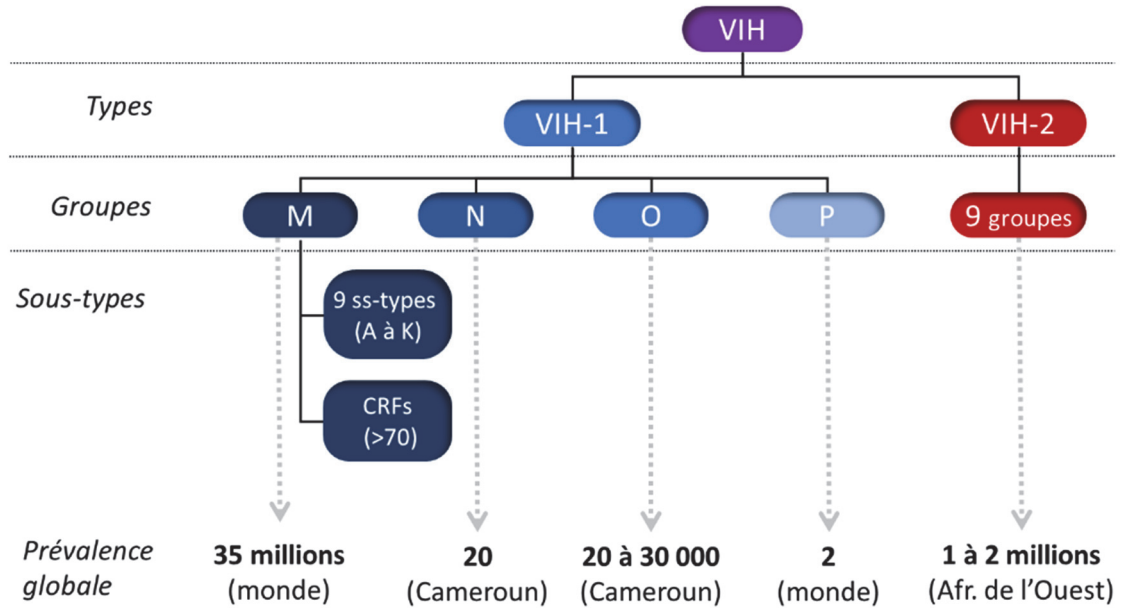 VIH
Types
VIH-1
VIH-2
Groupes
M
N
O
P
9 groupes
Sous-types
9 ss-types
(A à K)
CRFs
(>70)
Prévalence
globale
35 millions
(monde)
20
(Cameroun)
20 à 30 000
(Cameroun)
2
(monde)
1 à 2 millions
(Afr. de l’Ouest)